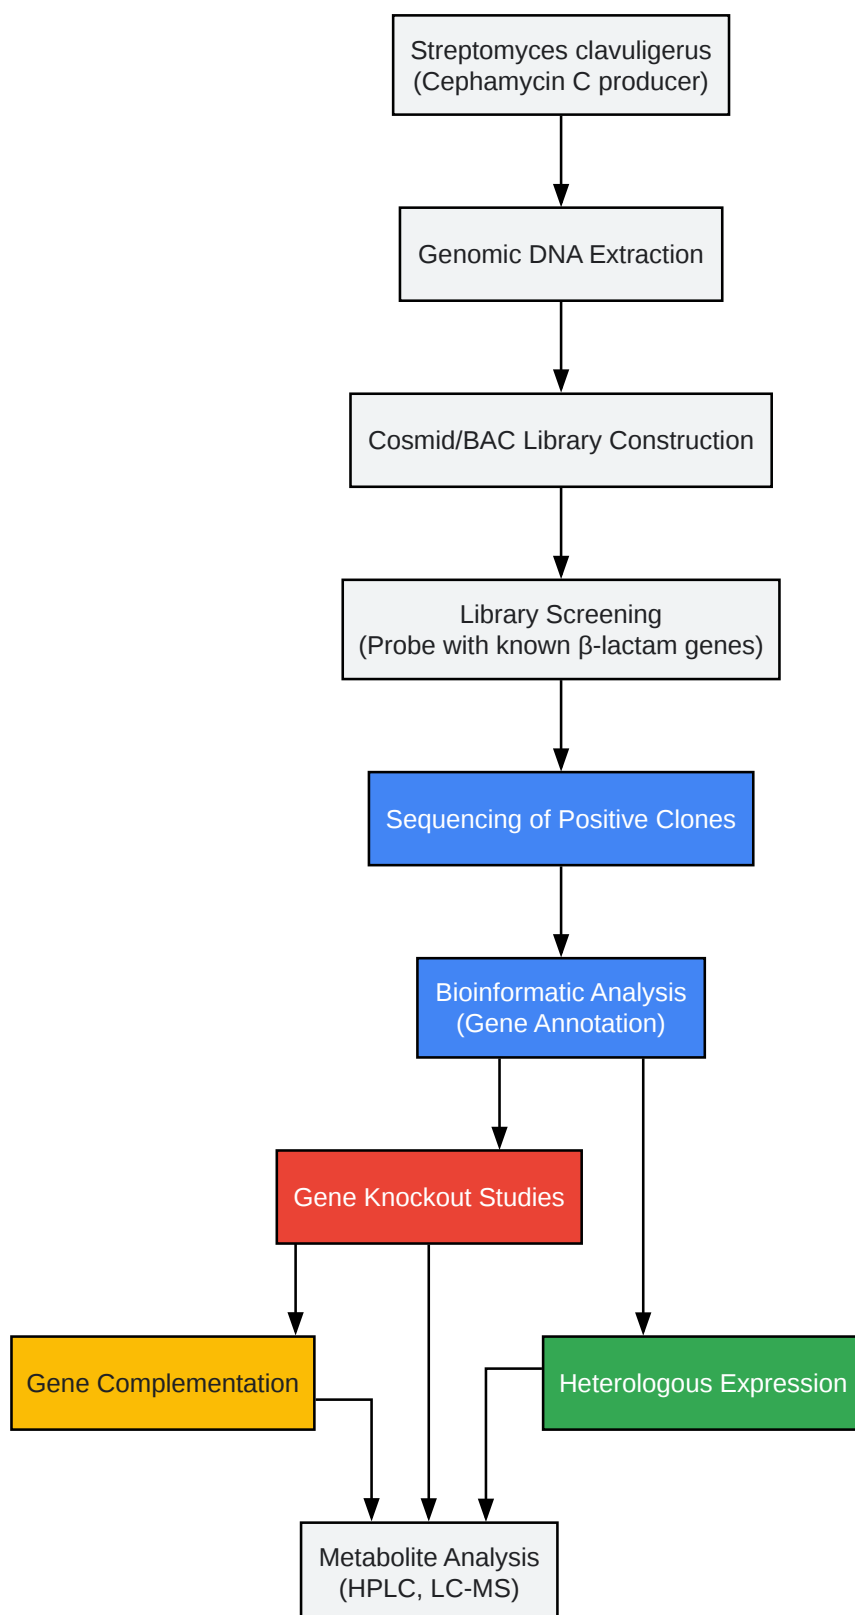 Streptomyces clavuligerus
(Cephamycin C producer)
Genomic DNA Extraction
Cosmid/BAC Library Construction
Library Screening
(Probe with known β-lactam genes)
Sequencing of Positive Clones
Bioinformatic Analysis
(Gene Annotation)
Gene Knockout Studies
Gene Complementation
Heterologous Expression
Metabolite Analysis
(HPLC, LC-MS)